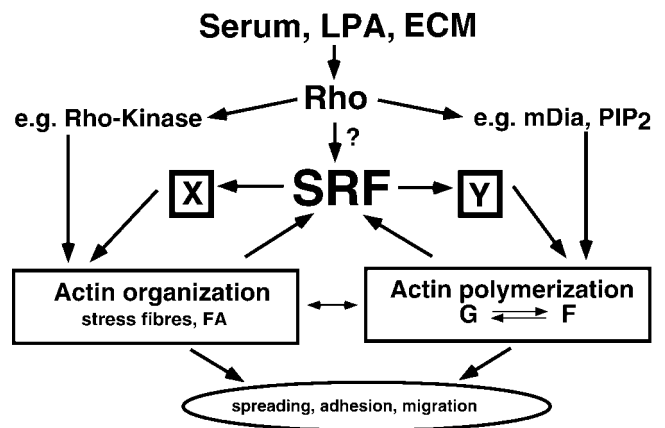 Serum, LPA, ECM
Rho
e.g. Rho-Kinase
e.g. mDia, PIP2
?
X
SRF
Y
Actin organization
stress fibres, FA
Actin polymerization
G F
spreading, adhesion, migration